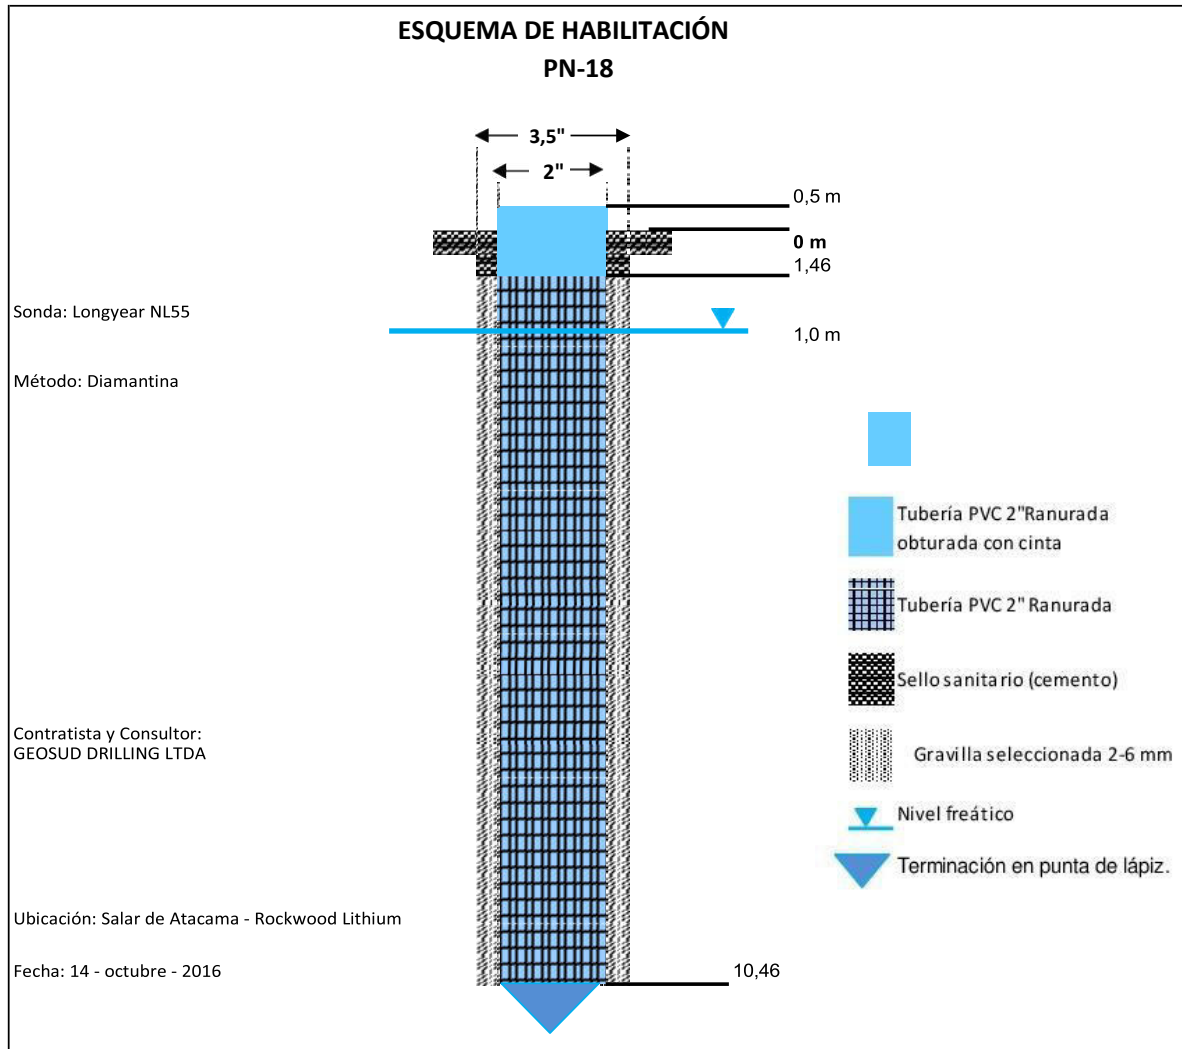 ESQUEMA DE HABILITACIÓN
PN-18
3,5"
2"
0,5 m
0 m
1,46
Sonda: Longyear NL55
1,0 m
Método: Diamantina
Tubería PVC 2"Ranurada
obturada con cinta
Tubería PVC 2" Ranurada
Sello sanitario (cemento)
Contratista y Consultor:
GEOSUD DRILLING LTDA
Gravilla seleccionada 2-6 mm
Nivel freático
Terminación en punta de lápiz.
Ubicación: Salar de Atacama - Rockwood Lithium
Fecha: 14 - octubre - 2016
10,46